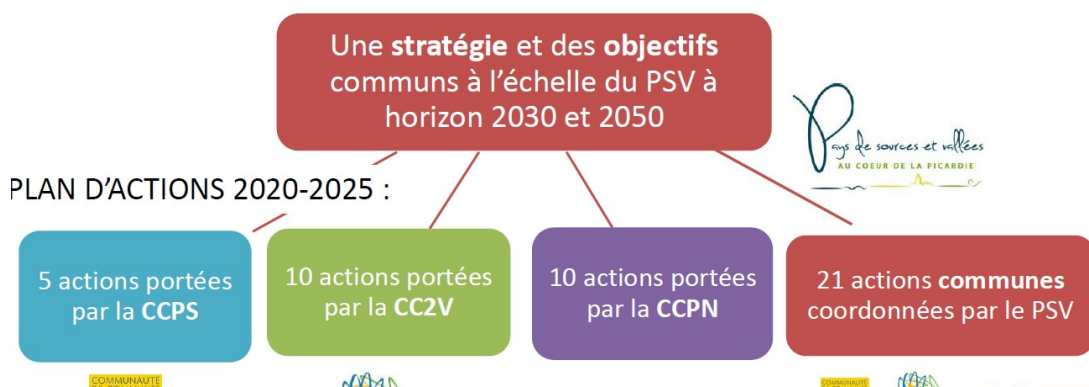 Une stratégie et des objectifs
communs à l'échelle du PSV à
horizon 2030 et 2050
Pays de sources et vallées
AU COEUR DE LA PICARDIE
PLAN D'ACTIONS 2020-2025 :
5 actions portées
par la CCPS
10 actions portées
par la CC2V
10 actions portées
par la CCPN
21 actions communes
coordonnées par le PSV
COMMUNAUTÉ
COMMUNAUTÉ